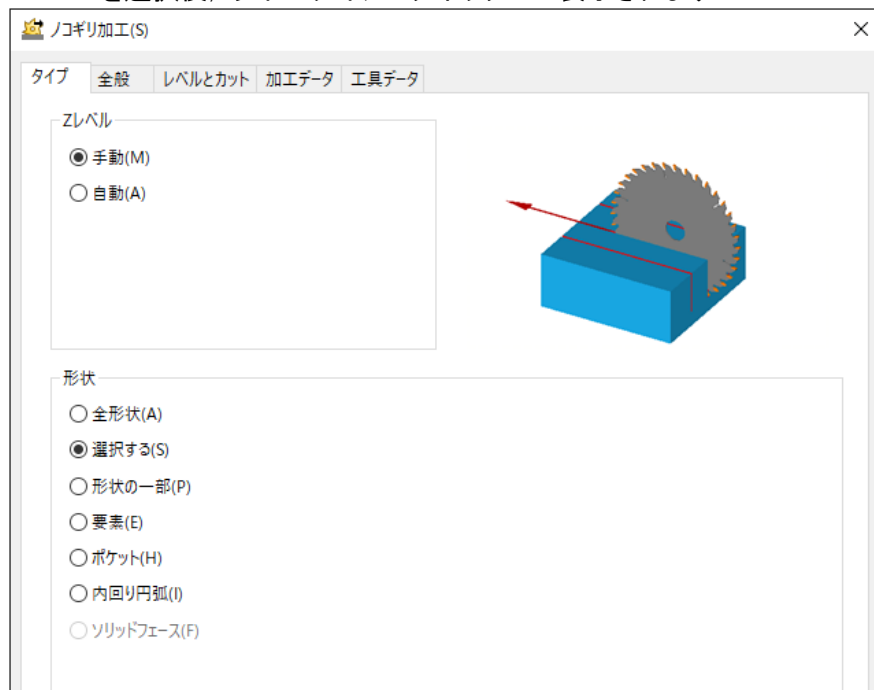 ノコギリ加工(S)
タイプ 全般 レベルとカット 加工データ 工具データ
Zレベル
手動(M)
自動(A)
形状
全形状(A)
選択する(S)
形状の一部(P)
要素(E)
ポケット(H)
内回り円弧(I)
ソリッドフェース(F)